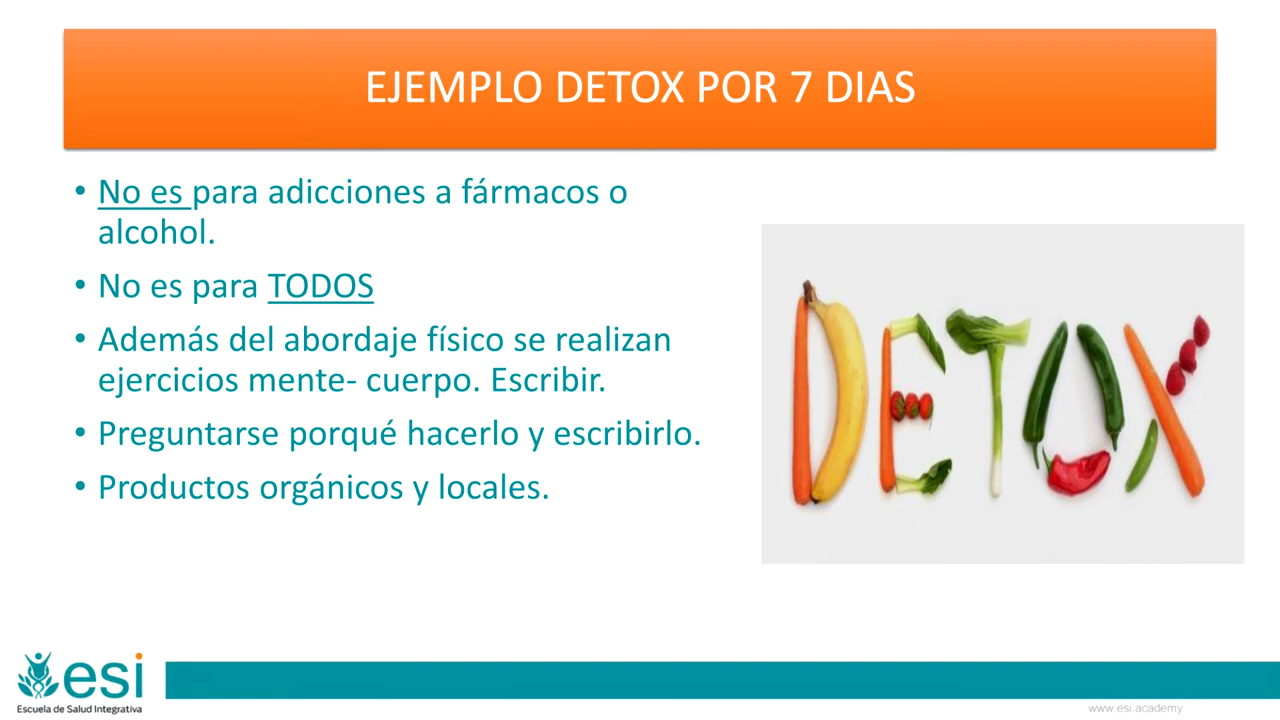 EJEMPLO DETOX POR 7 DIAS
• No es para adicciones a fármacos o
alcohol.
• No es para TODOS
• Además del abordaje físico se realizan
ejercicios mente- cuerpo. Escribir.
• Preguntarse porqué hacerlo y escribirlo.
• Productos orgánicos y locales.
DETOX
esi
Escuela de Salud Integrativa
www.esi.academy